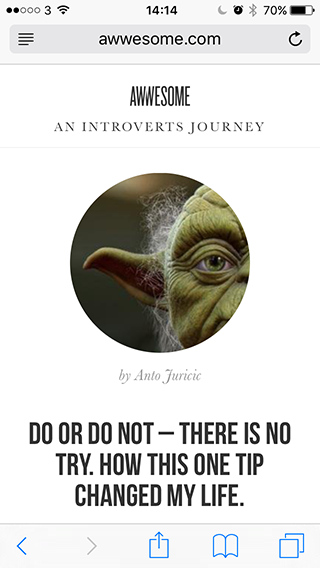 3 14:14 70%
awwesome.com
AWWESOME
AN INTROVERTS JOURNEY
by Anto Juricic
DO OR DO NOT – THERE IS NO
TRY. HOW THIS ONE TIP
CHANGED MY LIFE.